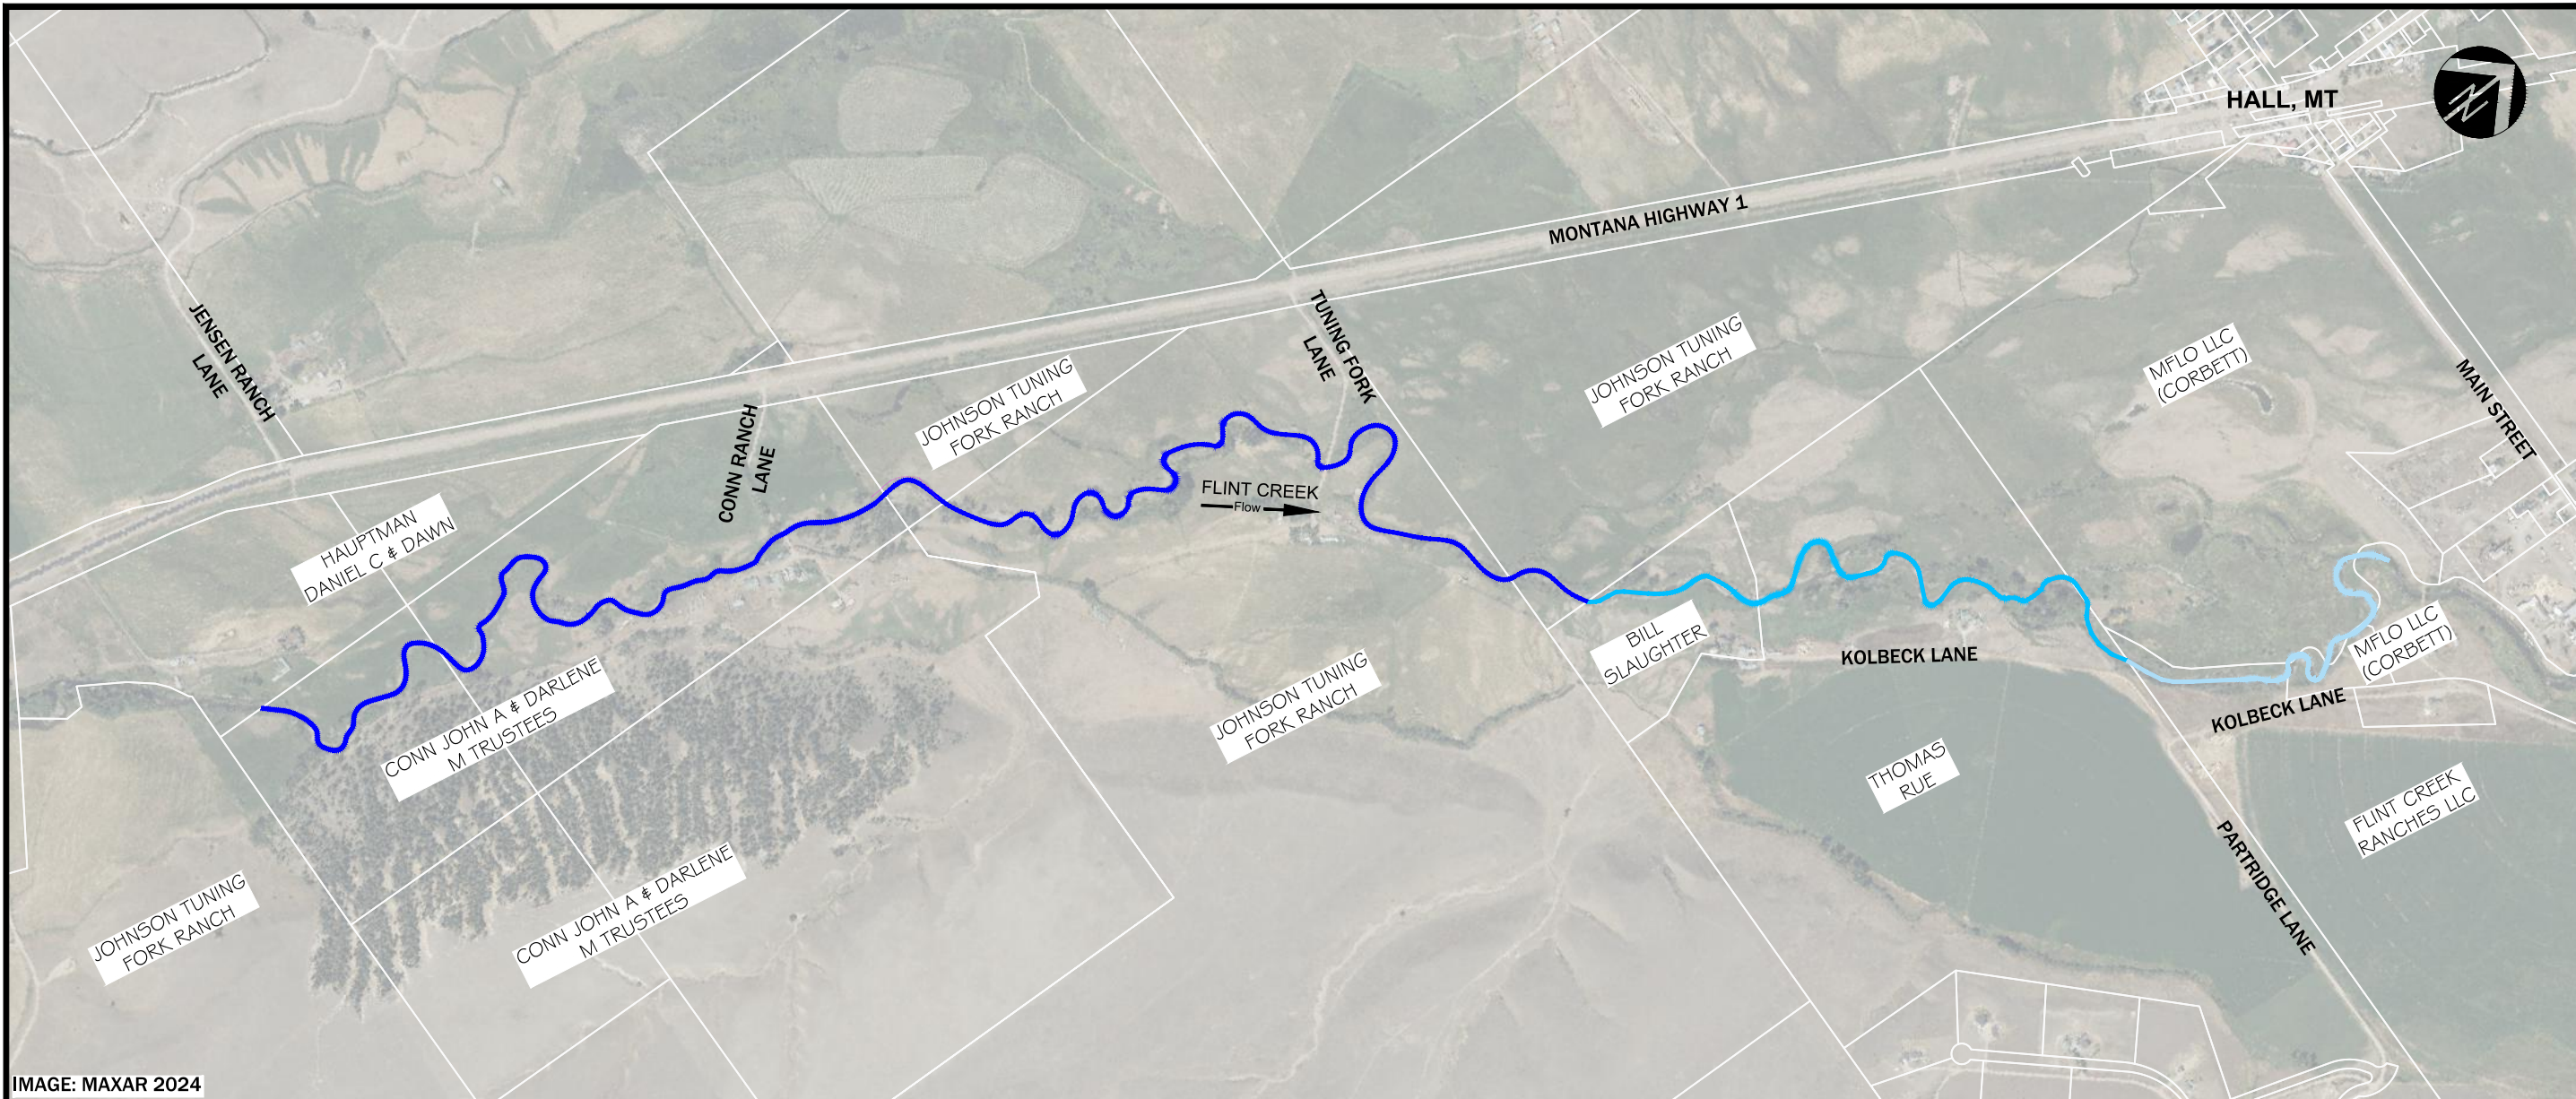 HALL, MT
MONTANA HIGHWAY 1
JENSEN RANCH
LANE
TUNING FORK
LANE
JOHNSON TUNING
FORK RANCH
MFLO LLC
(CORBETT)
MAIN STREET
JOHNSON TUNING
FORK RANCH
CONN RANCH
LANE
FLINT CREEK
Flow
HAUPTMAN
DANIEL C & DAWN
BILL
SLAUGHTER
KOLBECK LANE
MFLO LLC
(CORBETT)
KOLBECK LANE
CONN JOHN A & DARLENE
M TRUSTEES
JOHNSON TUNING
FORK RANCH
THOMAS
RUE
FLINT CREEK
RANCHES LLC
PARTRIDGE LANE
JOHNSON TUNING
FORK RANCH
CONN JOHN A & DARLENE
M TRUSTEES
IMAGE: MAXAR 2024
N